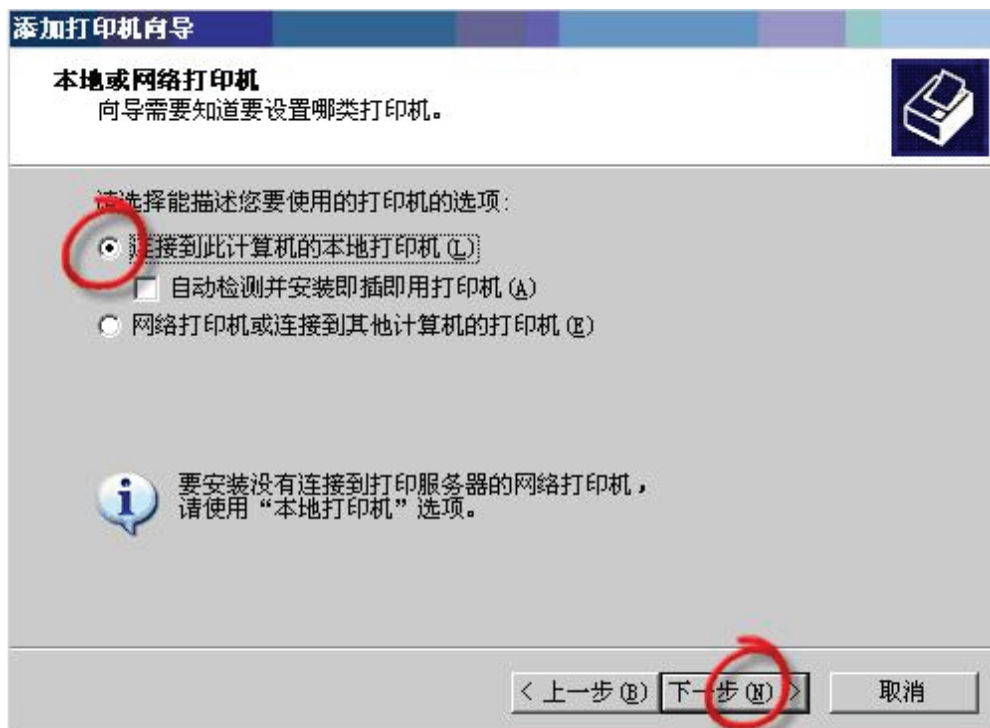 添加打印机向导
本地或网络打印机
向导需要知道要设置哪类打印机。
请选择能描述您要使用的打印机的选项:
连接到此计算机的本地打印机(L)
自动检测并安装即插即用打印机(A)
网络打印机或连接到其他计算机的打印机(E)
要安装没有连接到打印服务器的网络打印机，
请使用“本地打印机”选项。
< 上一步(B) 下一步(N) > 取消